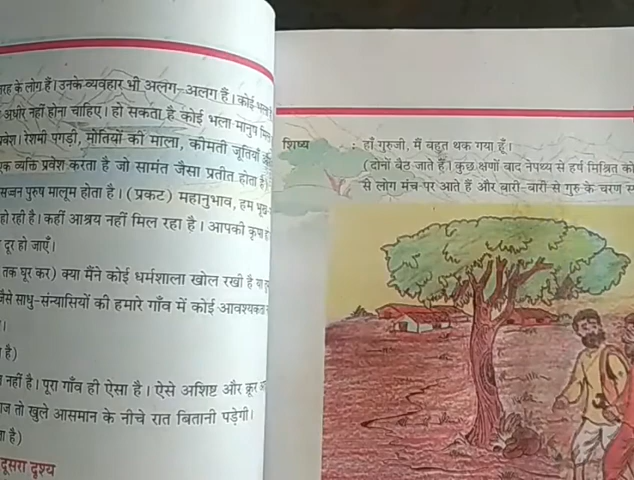 के लोग हैं। उनके व्यवहार भी अलग-अलग हैं। कोई
अधीर नहीं होना चाहिए। हो सकता है कोई भला मानुष
प्रवेश। रेशमी पगड़ी, मोतियों की माला, कीमती जूतियाँ
एक व्यक्ति प्रवेश करता है जो सामंत जैसा प्रतीत होता है।
सज्जन पुरुष मालूम होता है। (प्रकट) महानुभाव, हम
हो रही है। कहीं आश्रय नहीं मिल रहा है। आपकी कृपा
दूर हो जाएँ।
तक घूर कर) क्या मैंने कोई धर्मशाला खोल रखी है या
जैसे साधु-संन्यासियों की हमारे गाँव में कोई आवश्यकता
।
है)
नहीं है। पूरा गाँव ही ऐसा है। ऐसे अशिष्ट और क्रूर
तो खुले आसमान के नीचे रात बितानी पड़ेगी।
है)
दूसरा दृश्य
शिष्य : हाँ गुरुजी, मैं बहुत थक गया हूँ।
(दोनों बैठ जाते हैं। कुछ क्षणों बाद नेपथ्य से हर्ष मिश्रित
से लोग मंच पर आते हैं और बारी-बारी से गुरु के चरण